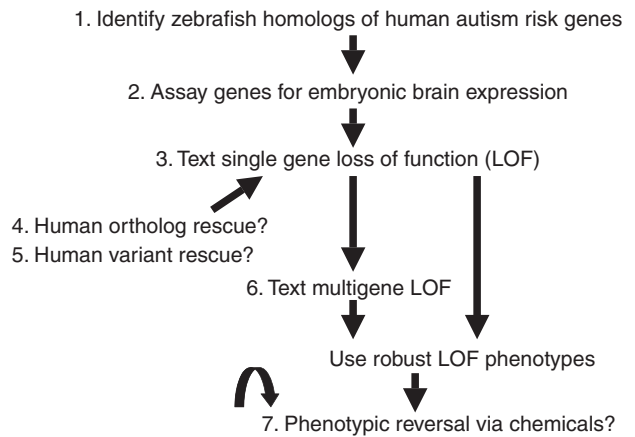 1. Identify zebrafish homologs of human autism risk genes
2. Assay genes for embryonic brain expression
3. Text single gene loss of function (LOF)
4. Human ortholog rescue?
5. Human variant rescue?
6. Text multigene LOF
Use robust LOF phenotypes
7. Phenotypic reversal via chemicals?